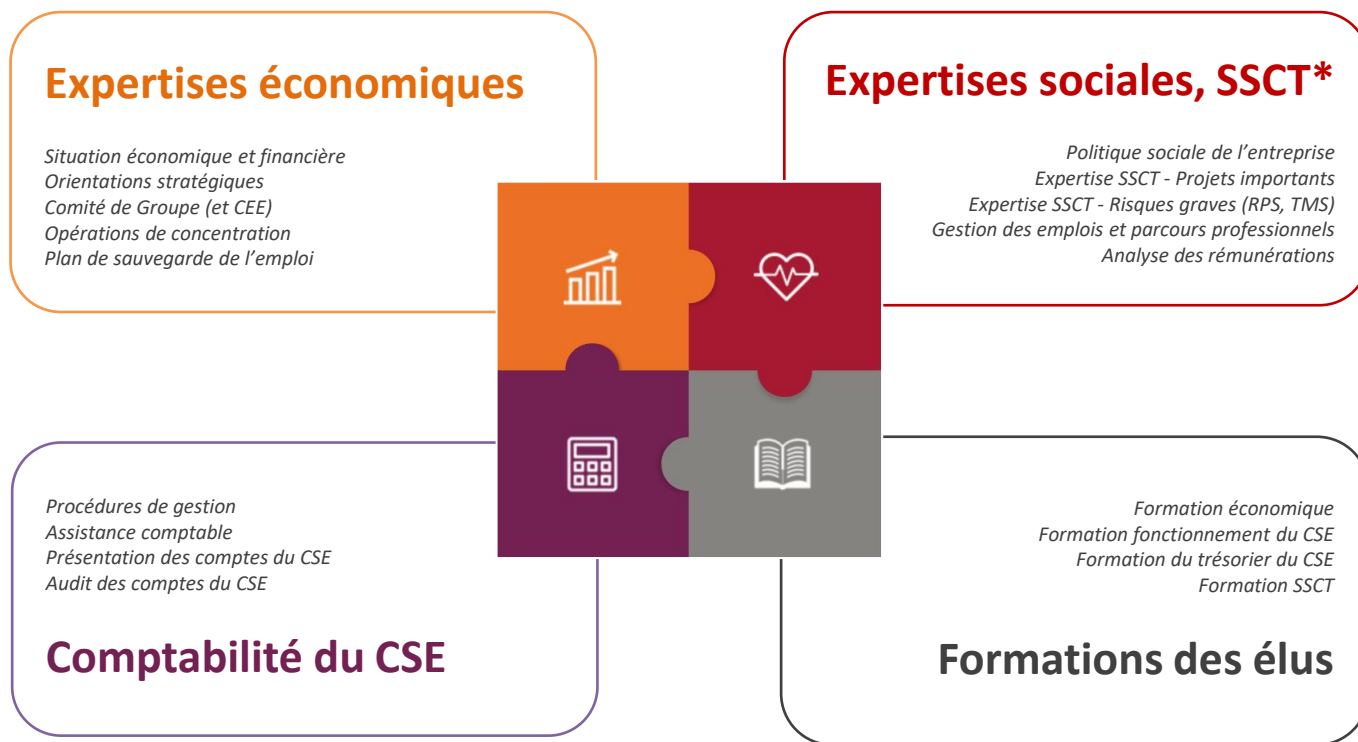 Expertises économiques
Situation économique et financière
Orientations stratégiques
Comité de Groupe (et CEE)
Opérations de concentration
Plan de sauvegarde de l’emploi
Expertises sociales, SSCT*
Politique sociale de l’entreprise
Expertise SSCT - Projets importants
Expertise SSCT - Risques graves (RPS, TMS)
Gestion des emplois et parcours professionnels
Analyse des rémunérations
Procédures de gestion
Assistance comptable
Présentation des comptes du CSE
Audit des comptes du CSE
Comptabilité du CSE
Formation économique
Formation fonctionnement du CSE
Formation du trésorier du CSE
Formation SSCT
Formations des élus